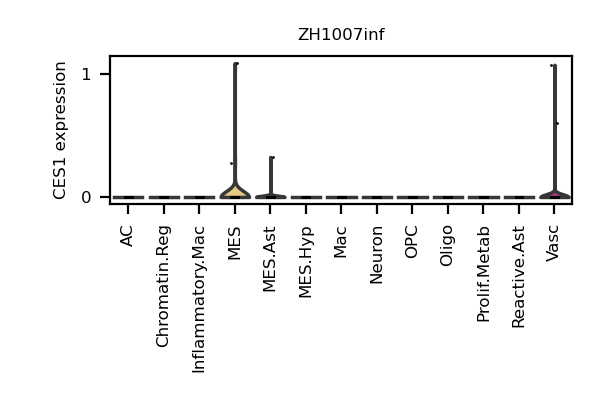 ZH1007inf
CES1 expression
1
0
AC
Chromatin.Reg
Inflammatory.Mac
MES
MES.Ast
MES.Hyp
Mac
Neuron
OPC
Oligo
Prolif.Metab
Reactive.Ast
Vasc